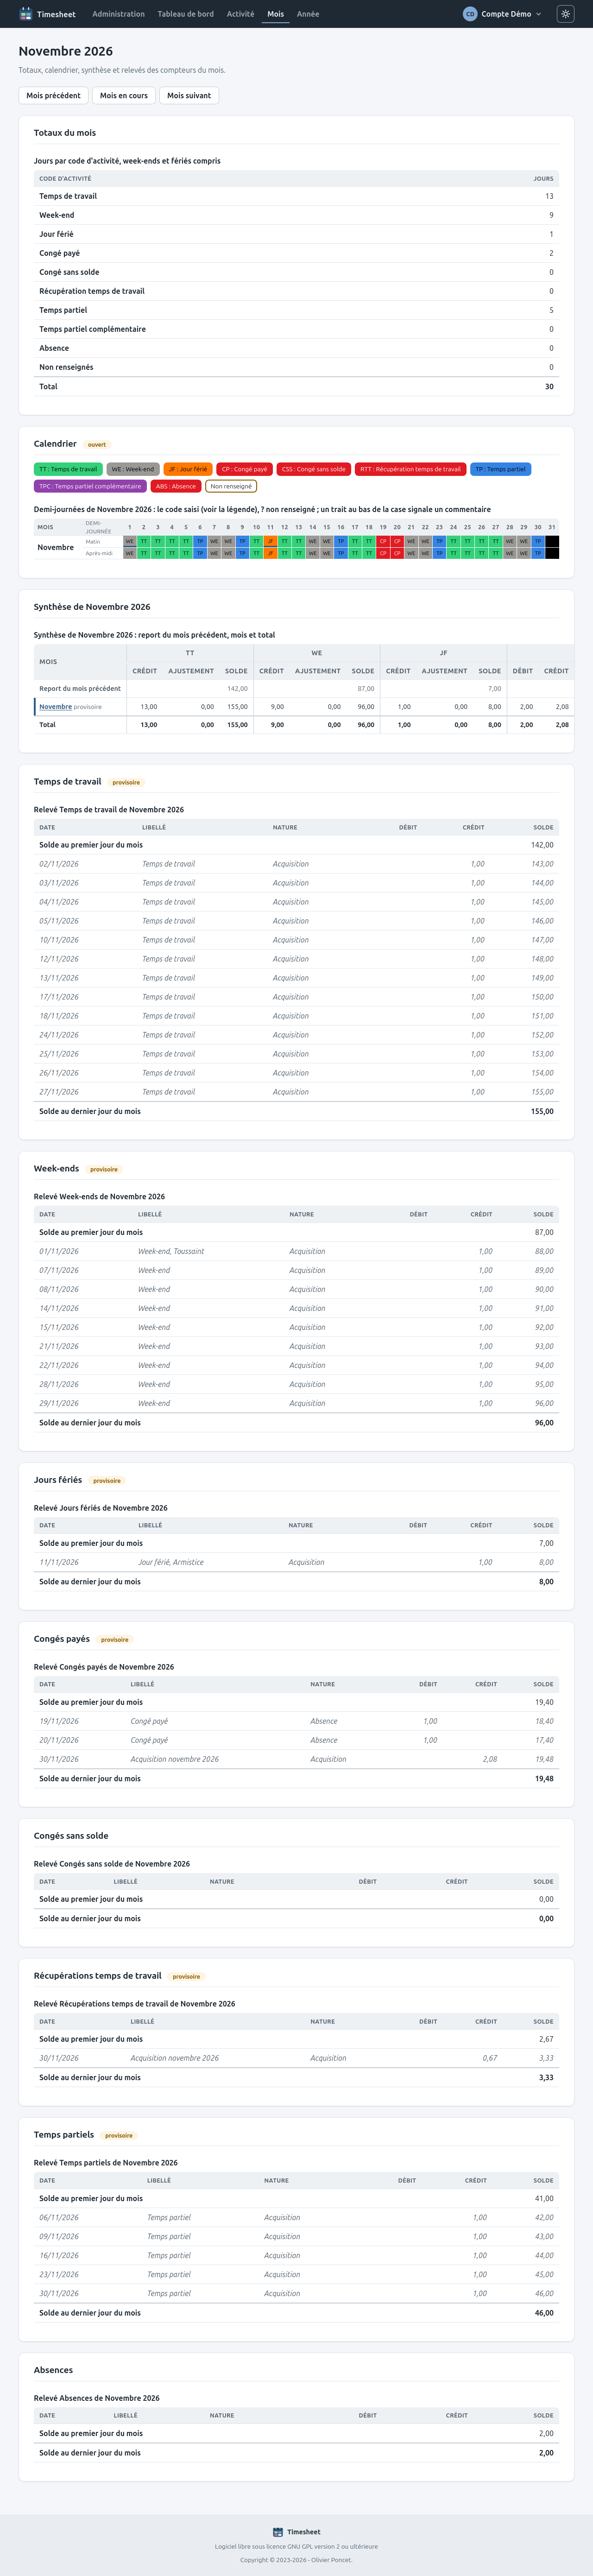 Timesheet Administration Tableau de bord Activité Mois Année CD Compte Démo
Novembre 2026
Totaux, calendrier, synthèse et relevés des compteurs du mois.
Mois précédent Mois en cours Mois suivant
Totaux du mois
Jours par code d'activité, week-ends et fériés compris
CODE D'ACTIVITÉ JOURS
Temps de travail 13
Week-end 9
Jour férié 1
Congé payé 2
Congé sans solde 0
Récupération temps de travail 0
Temps partiel 5
Temps partiel complémentaire 0
Absence 0
Non renseignés 0
Total 30
Calendrier ouvert
TT : Temps de travail WE : Week-end JF : Jour férié CP : Congé payé CSS : Congé sans solde RTT : Récupération temps de travail TP : Temps partiel
TPC : Temps partiel complémentaire ABS : Absence Non renseigné
Demi-journées de Novembre 2026 : le code saisi (voir la légende), ? non renseigné ; un trait au bas de la case signale un commentaire
MOIS DEMI-JOURNÉE 1 2 3 4 5 6 7 8 9 10 11 12 13 14 15 16 17 18 19 20 21 22 23 24 25 26 27 28 29 30 31
Novembre
Matin WE TT TT TT TT TP WE WE TP TT JF TT TT WE WE TP TT TT CP CP WE WE TP TT TT TT TT WE WE TP
Après-midi WE TT TT TT TT TP WE WE TP TT JF TT TT WE WE TP TT TT CP CP WE WE TP TT TT TT TT WE WE TP
Synthèse de Novembre 2026
Synthèse de Novembre 2026 : report du mois précédent, mois et total
MOIS TT WE JF
CRÉDIT AJUSTEMENT SOLDE CRÉDIT AJUSTEMENT SOLDE CRÉDIT AJUSTEMENT SOLDE DÉBIT CRÉDIT
Report du mois précédent 142,00 87,00 7,00
Novembre provisoire 13,00 0,00 155,00 9,00 0,00 96,00 1,00 0,00 8,00 2,00 2,08
Total 13,00 0,00 155,00 9,00 0,00 96,00 1,00 0,00 8,00 2,00 2,08
Temps de travail provisoire
Relevé Temps de travail de Novembre 2026
DATE LIBELLÉ NATURE DÉBIT CRÉDIT SOLDE
Solde au premier jour du mois 142,00
02/11/2026 Temps de travail Acquisition 1,00 143,00
03/11/2026 Temps de travail Acquisition 1,00 144,00
04/11/2026 Temps de travail Acquisition 1,00 145,00
05/11/2026 Temps de travail Acquisition 1,00 146,00
10/11/2026 Temps de travail Acquisition 1,00 147,00
12/11/2026 Temps de travail Acquisition 1,00 148,00
13/11/2026 Temps de travail Acquisition 1,00 149,00
17/11/2026 Temps de travail Acquisition 1,00 150,00
18/11/2026 Temps de travail Acquisition 1,00 151,00
24/11/2026 Temps de travail Acquisition 1,00 152,00
25/11/2026 Temps de travail Acquisition 1,00 153,00
26/11/2026 Temps de travail Acquisition 1,00 154,00
27/11/2026 Temps de travail Acquisition 1,00 155,00
Solde au dernier jour du mois 155,00
Week-ends provisoire
Relevé Week-ends de Novembre 2026
DATE LIBELLÉ NATURE DÉBIT CRÉDIT SOLDE
Solde au premier jour du mois 87,00
01/11/2026 Week-end, Toussaint Acquisition 1,00 88,00
07/11/2026 Week-end Acquisition 1,00 89,00
08/11/2026 Week-end Acquisition 1,00 90,00
14/11/2026 Week-end Acquisition 1,00 91,00
15/11/2026 Week-end Acquisition 1,00 92,00
21/11/2026 Week-end Acquisition 1,00 93,00
22/11/2026 Week-end Acquisition 1,00 94,00
28/11/2026 Week-end Acquisition 1,00 95,00
29/11/2026 Week-end Acquisition 1,00 96,00
Solde au dernier jour du mois 96,00
Jours fériés provisoire
Relevé Jours fériés de Novembre 2026
DATE LIBELLÉ NATURE DÉBIT CRÉDIT SOLDE
Solde au premier jour du mois 7,00
11/11/2026 Jour férié, Armistice Acquisition 1,00 8,00
Solde au dernier jour du mois 8,00
Congés payés provisoire
Relevé Congés payés de Novembre 2026
DATE LIBELLÉ NATURE DÉBIT CRÉDIT SOLDE
Solde au premier jour du mois 19,40
19/11/2026 Congé payé Absence 1,00 18,40
20/11/2026 Congé payé Absence 1,00 17,40
30/11/2026 Acquisition novembre 2026 Acquisition 2,08 19,48
Solde au dernier jour du mois 19,48
Congés sans solde
Relevé Congés sans solde de Novembre 2026
DATE LIBELLÉ NATURE DÉBIT CRÉDIT SOLDE
Solde au premier jour du mois 0,00
Solde au dernier jour du mois 0,00
Récupérations temps de travail provisoire
Relevé Récupérations temps de travail de Novembre 2026
DATE LIBELLÉ NATURE DÉBIT CRÉDIT SOLDE
Solde au premier jour du mois 2,67
30/11/2026 Acquisition novembre 2026 Acquisition 0,67 3,33
Solde au dernier jour du mois 3,33
Temps partiels provisoire
Relevé Temps partiels de Novembre 2026
DATE LIBELLÉ NATURE DÉBIT CRÉDIT SOLDE
Solde au premier jour du mois 41,00
06/11/2026 Temps partiel Acquisition 1,00 42,00
09/11/2026 Temps partiel Acquisition 1,00 43,00
16/11/2026 Temps partiel Acquisition 1,00 44,00
23/11/2026 Temps partiel Acquisition 1,00 45,00
30/11/2026 Temps partiel Acquisition 1,00 46,00
Solde au dernier jour du mois 46,00
Absences
Relevé Absences de Novembre 2026
DATE LIBELLÉ NATURE DÉBIT CRÉDIT SOLDE
Solde au premier jour du mois 2,00
Solde au dernier jour du mois 2,00
Timesheet
Logiciel libre sous licence GNU GPL version 2 ou ultérieure
Copyright © 2023-2026 - Olivier Poncet.